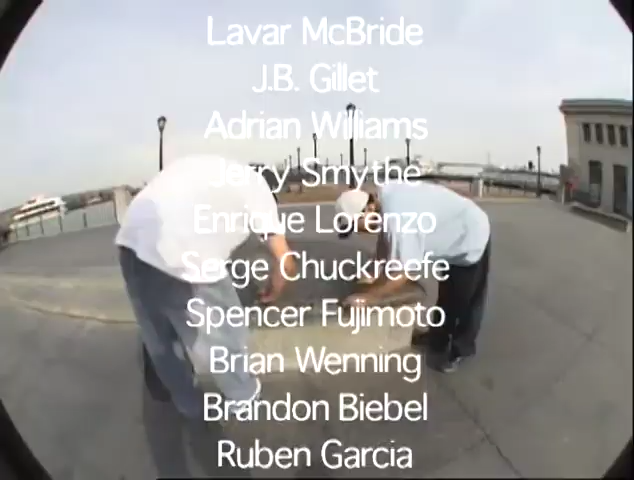 Lavar McBride
J.B. Gillet
Adrian Williams
Jerry Smythe
Enrique Lorenzo
Serge Chuckreefe
Spencer Fujimoto
Brian Wenning
Brandon Biebel
Ruben Garcia